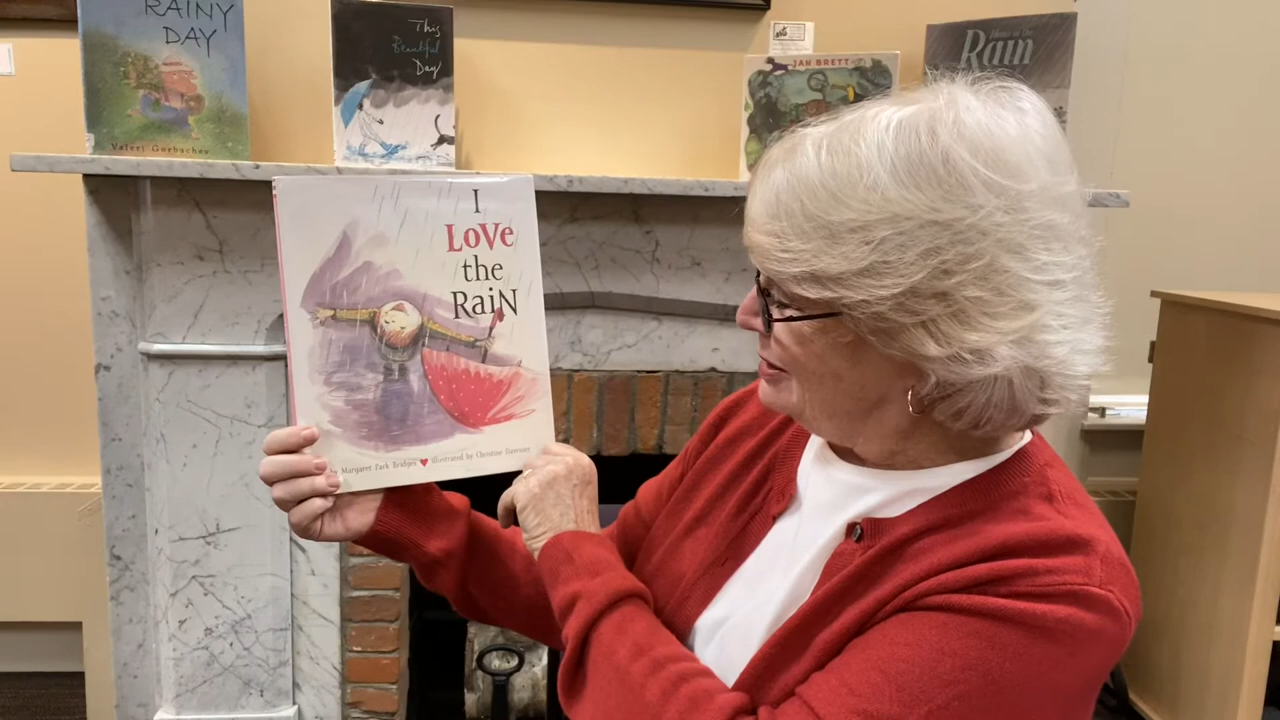 RAINY
DAY
Valeri Gorbachev
This
Beautiful
Day
JAN BRETT
Rain
I
LoVe
the
RaiN
by Margaret Park Bridges illustrated by Christine Davenier